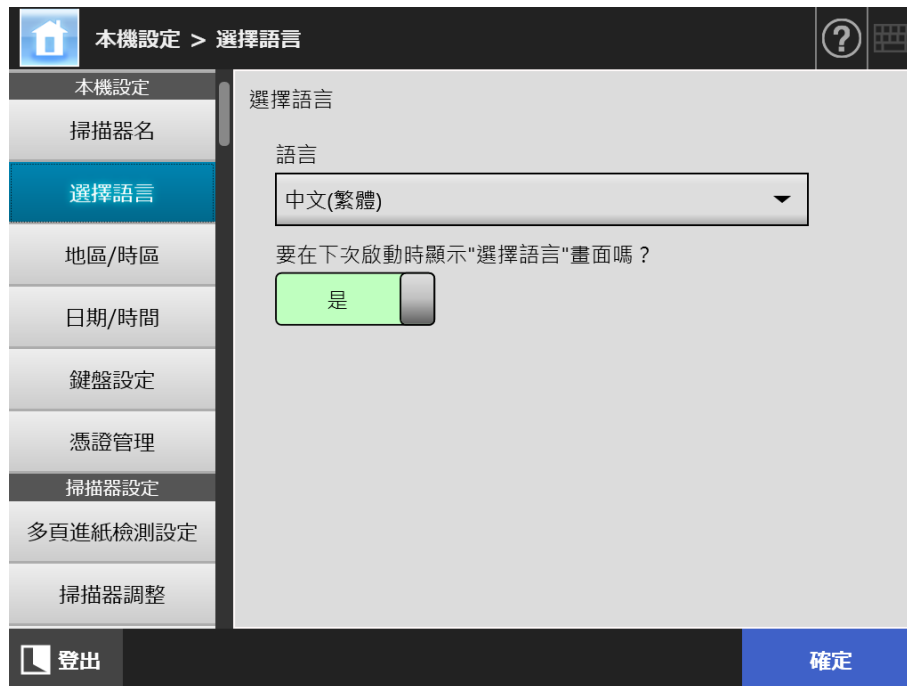 本機設定 > 選擇語言
本機設定
掃描器名
選擇語言
地區/時區
日期/時間
鍵盤設定
憑證管理
掃描器設定
多頁進紙檢測設定
掃描器調整
選擇語言
語言
中文(繁體)
要在下次啟動時顯示"選擇語言"畫面嗎？
是
登出
確定